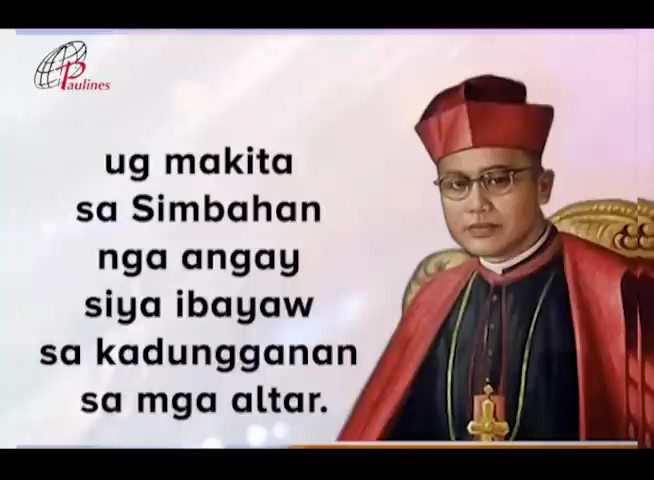 Paulines
ug makita
sa Simbahan
nga angay
siya ibayaw
sa kadungganan
sa mga altar.